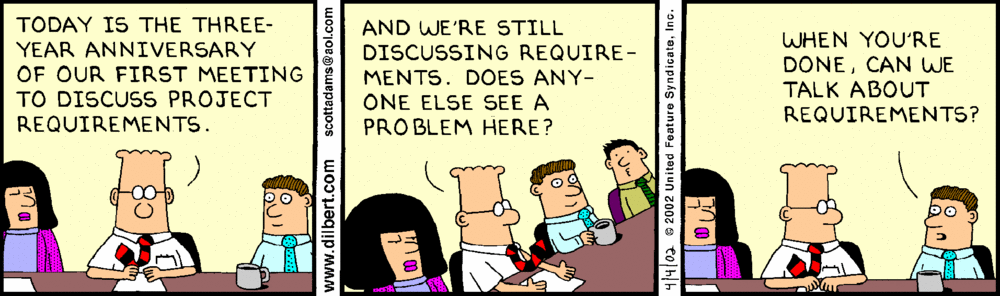 TODAY IS THE THREE-
YEAR ANNIVERSARY
OF OUR FIRST MEETING
TO DISCUSS PROJECT
REQUIREMENTS.
www.dilbert.com scottadams@aol.com
AND WE'RE STILL
DISCUSSING REQUIRE-
MENTS. DOES ANY-
ONE ELSE SEE A
PROBLEM HERE?
4/4/02 © 2002 United Feature Syndicate, Inc.
WHEN YOU'RE
DONE, CAN WE
TALK ABOUT
REQUIREMENTS?